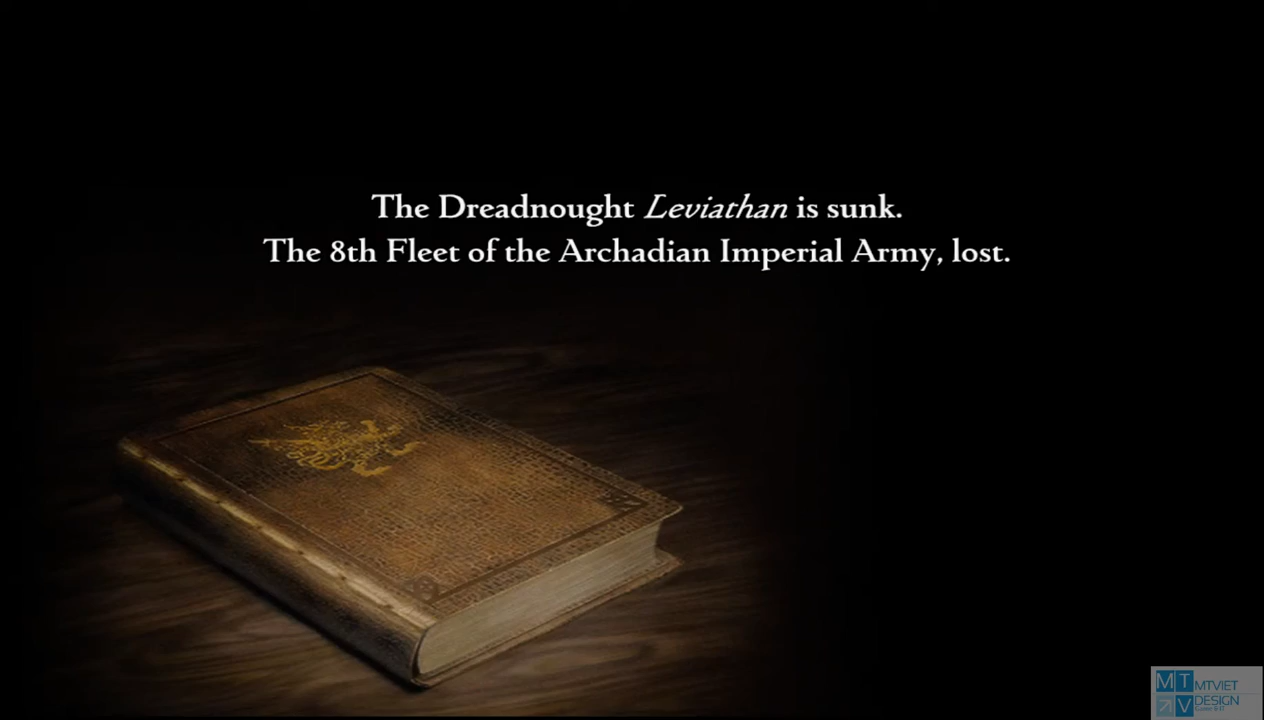 The Dreadnought Leviathan is sunk.
The 8th Fleet of the Archadian Imperial Army, lost.
MT
MTVIET
V
DESIGN